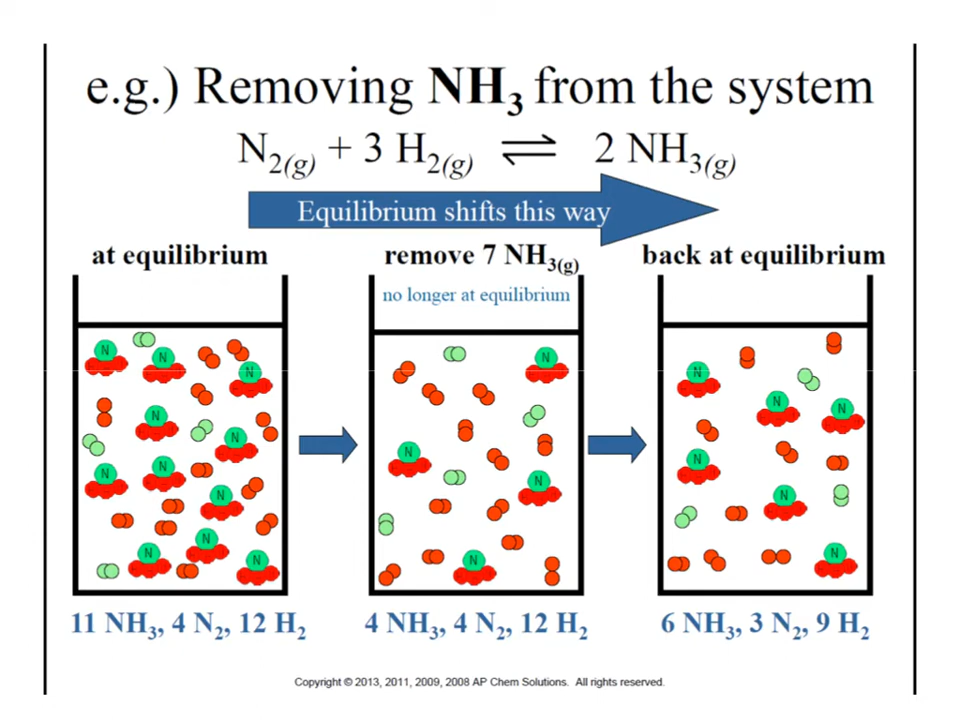 e.g.) Removing NH3 from the system
N2(g) + 3 H2(g) ⇌ 2 NH3(g)
Equilibrium shifts this way
at equilibrium
remove 7 NH3(g)
no longer at equilibrium
back at equilibrium
N N N N N N N N N N N
N N N N
N N N N N N
11 NH3, 4 N2, 12 H2
4 NH3, 4 N2, 12 H2
6 NH3, 3 N2, 9 H2
Copyright © 2013, 2011, 2009, 2008 AP Chem Solutions. All rights reserved.